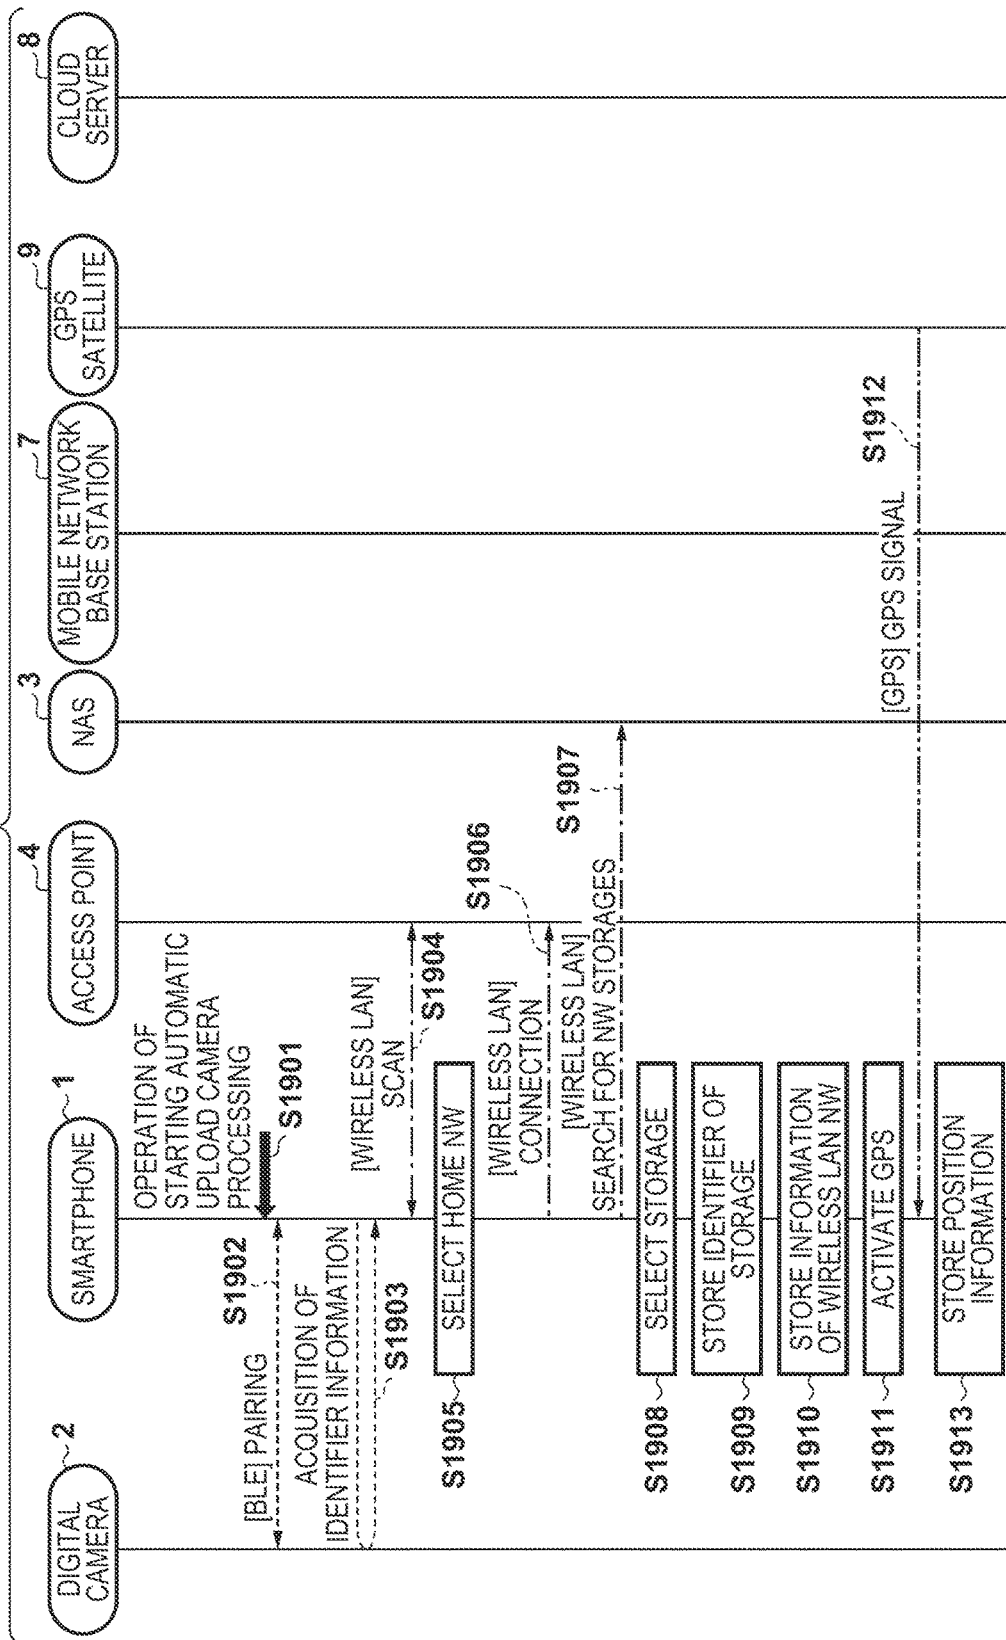 2
DIGITAL
CAMERA
1
SMARTPHONE
4
ACCESS POINT
3
NAS
7
MOBILE NETWORK
BASE STATION
9
GPS
SATELLITE
8
CLOUD
SERVER
OPERATION OF
STARTING AUTOMATIC
UPLOAD CAMERA
PROCESSING
S1901
[BLE] PAIRING
S1902
ACQUISITION OF
IDENTIFIER INFORMATION
S1903
[WIRELESS LAN]
SCAN
S1904
S1905
SELECT HOME NW
[WIRELESS LAN]
CONNECTION
S1906
[WIRELESS LAN]
SEARCH FOR NW STORAGES
S1907
S1908
SELECT STORAGE
S1909
STORE IDENTIFIER OF
STORAGE
S1910
STORE INFORMATION
OF WIRELESS LAN NW
S1911
ACTIVATE GPS
[GPS] GPS SIGNAL
S1912
S1913
STORE POSITION
INFORMATION